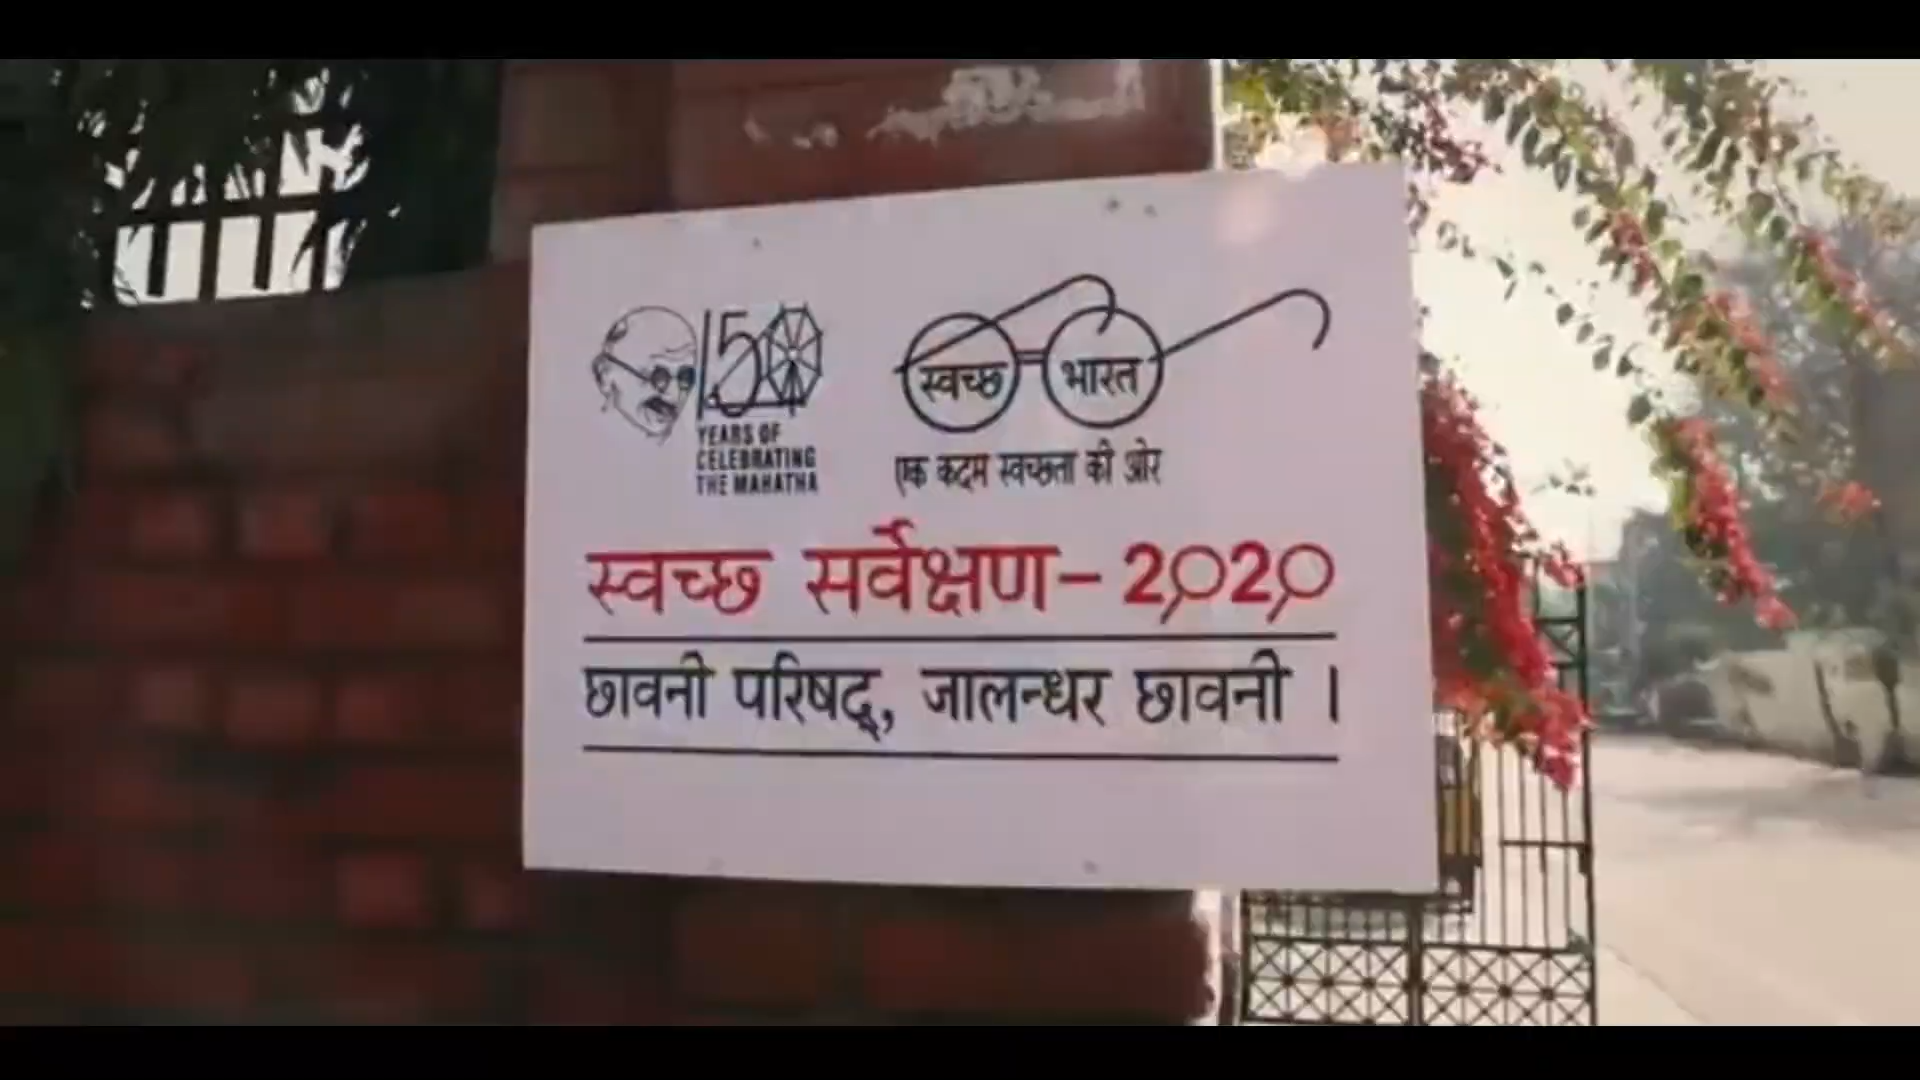 150
YEARS OF
CELEBRATING
THE MAHATMA
स्वच्छ भारत
एक कदम स्वच्छता की ओर
स्वच्छ सर्वेक्षण - 2020
छावनी परिषद्, जालन्धर छावनी ।